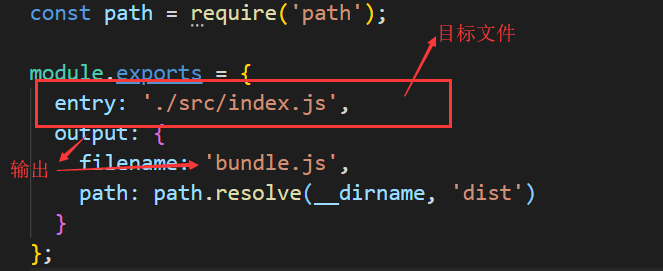 const path = require('path');
目标文件
module.exports = {
entry: './src/index.js',
output: {
输出
filename: 'bundle.js',
path: path.resolve(__dirname, 'dist')
}
};